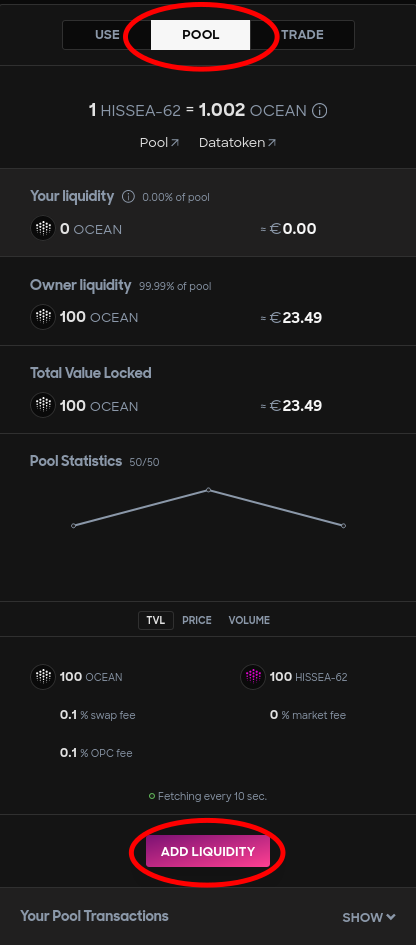 USE POOL TRADE
1 HISSEA-62 = 1.002 OCEAN
Pool Datatoken
Your liquidity 0.00% of pool
0 OCEAN ≈ €0.00
Owner liquidity 99.99% of pool
100 OCEAN ≈ €23.49
Total Value Locked
100 OCEAN ≈ €23.49
Pool Statistics 50/50
TVL PRICE VOLUME
100 OCEAN 100 HISSEA-62
0.1 % swap fee 0 % market fee
0.1 % OPC fee
Fetching every 10 sec.
ADD LIQUIDITY
Your Pool Transactions SHOW